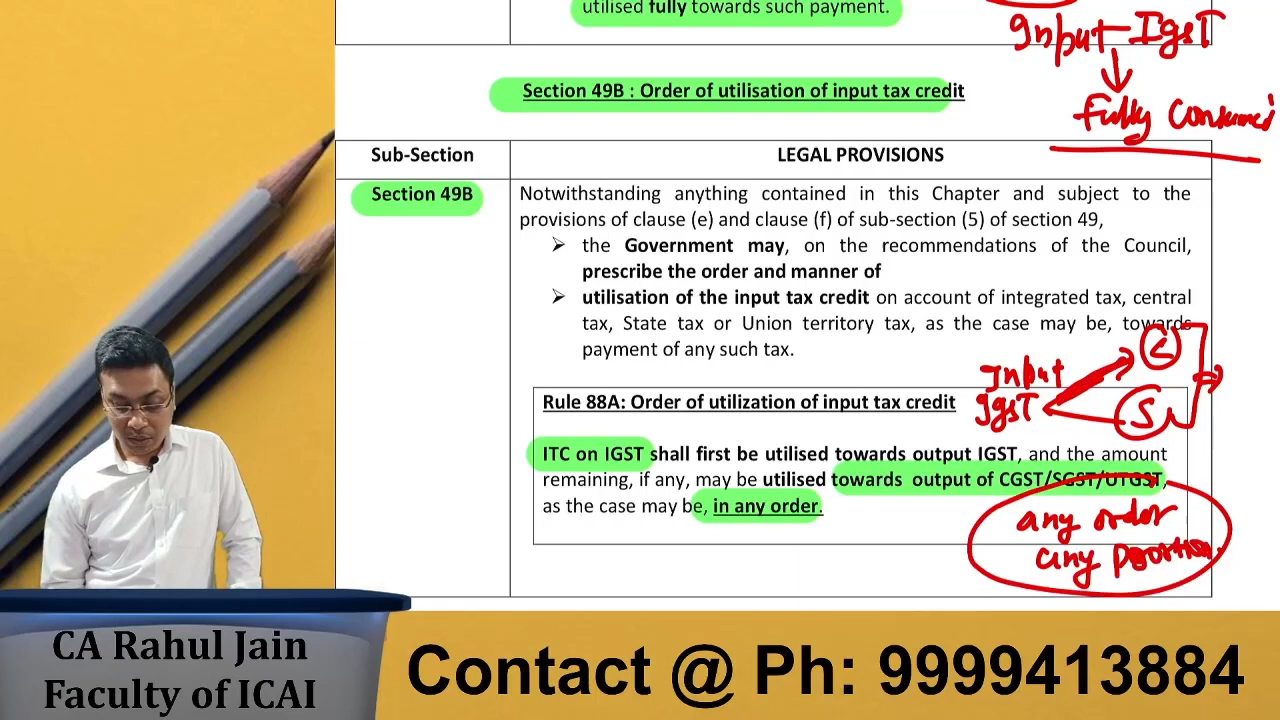 utilised fully towards such payment.
Input IGST
Fully Consumed
Section 49B : Order of utilisation of input tax credit
Sub-Section
LEGAL PROVISIONS
Section 49B
Notwithstanding anything contained in this Chapter and subject to the
provisions of clause (e) and clause (f) of sub-section (5) of section 49,
the Government may, on the recommendations of the Council,
prescribe the order and manner of
utilisation of the input tax credit on account of integrated tax, central
tax, State tax or Union territory tax, as the case may be, towards
payment of any such tax.
Input
IgsT
C
S
Rule 88A: Order of utilization of input tax credit
ITC on IGST shall first be utilised towards output IGST, and the amount
remaining, if any, may be utilised towards output of CGST/SGST/UTGST,
as the case may be, in any order.
any order
any
CA Rahul Jain
Faculty of ICAI
Contact @ Ph: 9999413884